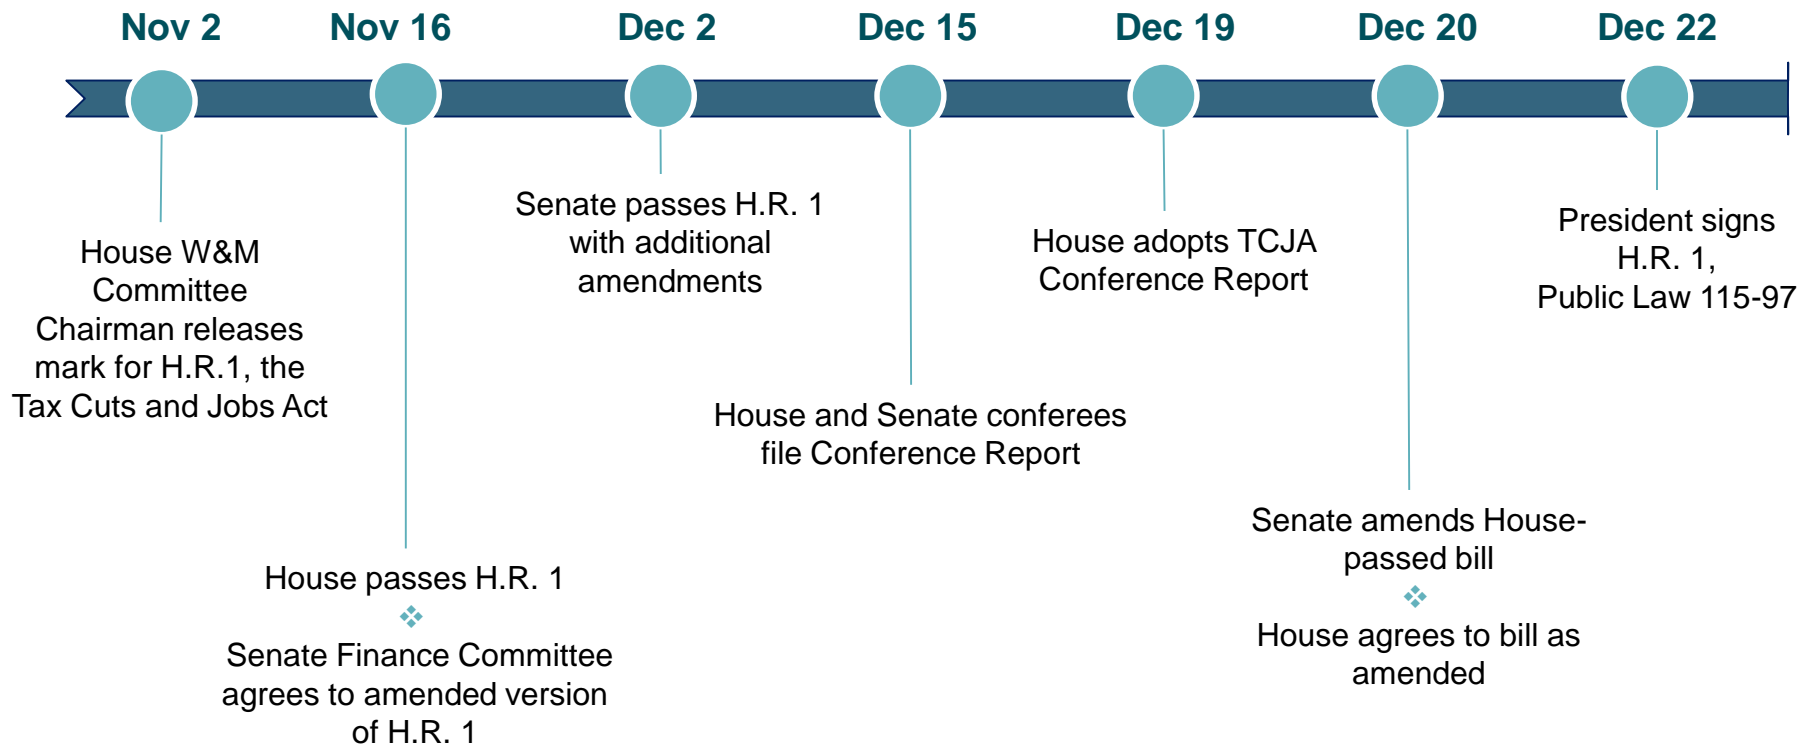 Nov 2
Nov 16
Dec 2
Dec 15
Dec 19
Dec 20
Dec 22
House W&M
Committee
Chairman releases
mark for H.R.1, the
Tax Cuts and Jobs Act
House passes H.R. 1
Senate Finance Committee
agrees to amended version
of H.R. 1
Senate passes H.R. 1
with additional
amendments
House and Senate conferees
file Conference Report
House adopts TCJA
Conference Report
Senate amends House-
passed bill
House agrees to bill as
amended
President signs
H.R. 1,
Public Law 115-97